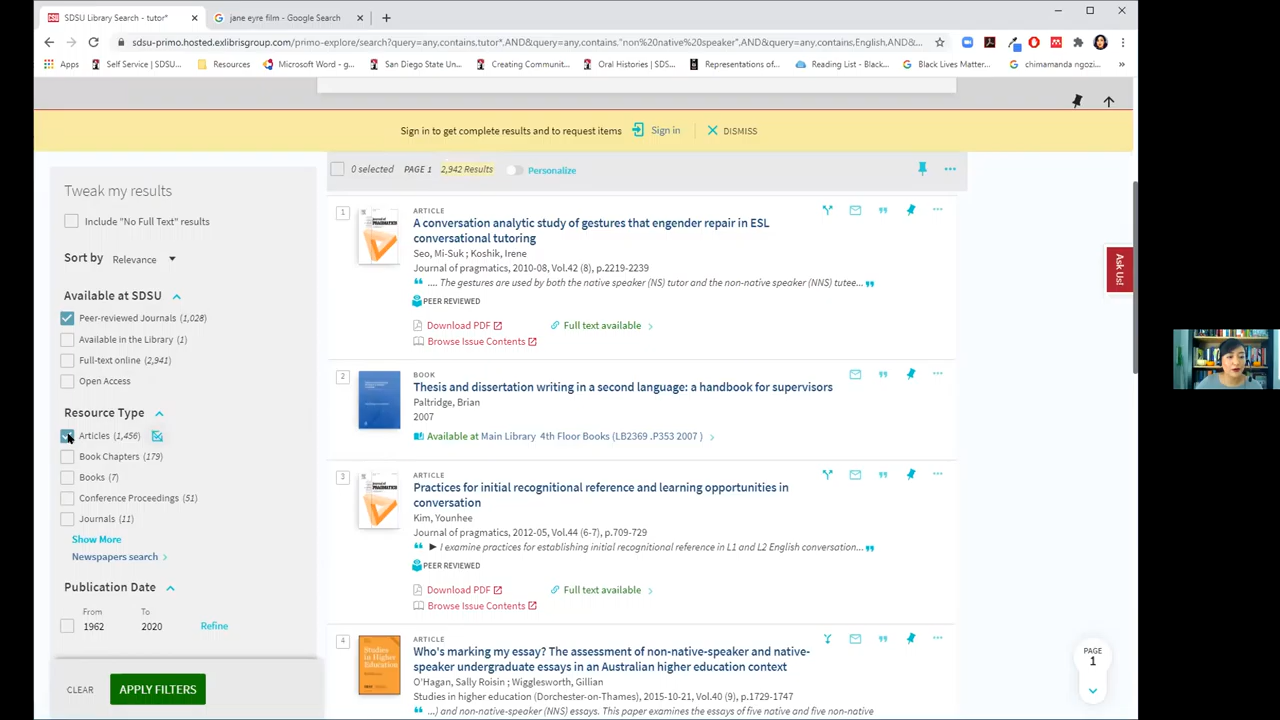 SDSU Library Search - tutor*
jane eyre film - Google Search
sdsu-primo.hosted.exlibrisgroup.com/primo-explore/search?query=any,contains,tutor*,AND&query=any,contains,"non%20native%20speaker",AND&query=any,contains,English,AND&...
Apps
Self Service | SDSU...
Resources
Microsoft Word - g...
San Diego State Un...
Creating Communit...
Oral Histories | SDS...
Representations of...
Reading List - Black...
Black Lives Matter...
chimamanda ngozi...
»
Sign in to get complete results and to request items
Sign in
DISMISS
0 selected PAGE 1 2,942 Results
Personalize
Tweak my results
Include "No Full Text" results
Sort by Relevance
Available at SDSU
Peer-reviewed Journals (1,028)
Available in the Library (1)
Full-text online (2,941)
Open Access
Resource Type
Articles (1,456)
Book Chapters (179)
Books (7)
Conference Proceedings (51)
Journals (11)
Show More
Newspapers search
Publication Date
From To
1962 2020 Refine
CLEAR
APPLY FILTERS
1
ARTICLE
A conversation analytic study of gestures that engender repair in ESL
conversational tutoring
Seo, Mi-Suk ; Koshik, Irene
Journal of pragmatics, 2010-08, Vol.42 (8), p.2219-2239
.... The gestures are used by both the native speaker (NS) tutor and the non-native speaker (NNS) tutee...
PEER REVIEWED
Download PDF
Full text available
Browse Issue Contents
2
BOOK
Thesis and dissertation writing in a second language: a handbook for supervisors
Paltridge, Brian
2007
Available at Main Library 4th Floor Books (LB2369 .P353 2007 )
3
ARTICLE
Practices for initial recognitional reference and learning opportunities in
conversation
Kim, Younhee
Journal of pragmatics, 2012-05, Vol.44 (6-7), p.709-729
► I examine practices for establishing initial recognitional reference in L1 and L2 English conversation...
PEER REVIEWED
Download PDF
Full text available
Browse Issue Contents
4
ARTICLE
Who's marking my essay? The assessment of non-native-speaker and native-
speaker undergraduate essays in an Australian higher education context
O'Hagan, Sally Roisin ; Wigglesworth, Gillian
Studies in higher education (Dorchester-on-Thames), 2015-10-21, Vol.40 (9), p.1729-1747
...) and non-native-speaker (NNS) essays. This paper examines the essays of five native and five non-native
Ask Us!
PAGE
1